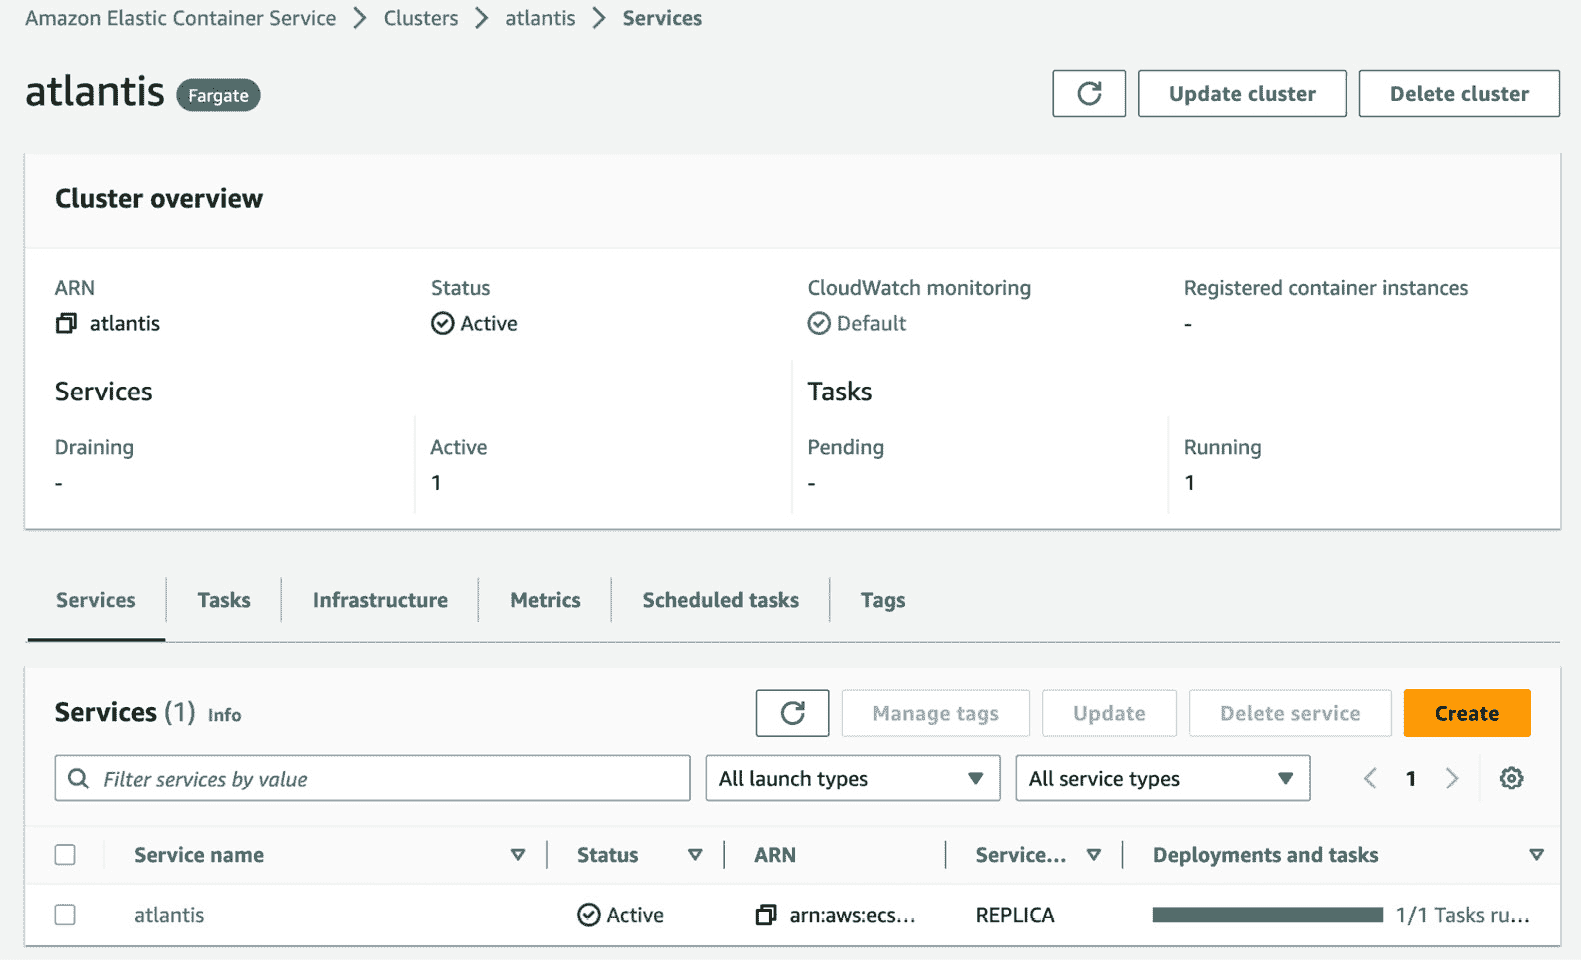 Amazon Elastic Container Service > Clusters > atlantis > Services
atlantis Fargate
Update cluster Delete cluster
Cluster overview
ARN Status CloudWatch monitoring Registered container instances
atlantis Active Default -
Services Tasks
Draining Active Pending Running
- 1 - 1
Services Tasks Infrastructure Metrics Scheduled tasks Tags
Services (1) Info Manage tags Update Delete service Create
Filter services by value All launch types All service types 1
Service name Status ARN Service... Deployments and tasks
atlantis Active arn:aws:ecs... REPLICA 1/1 Tasks ru...